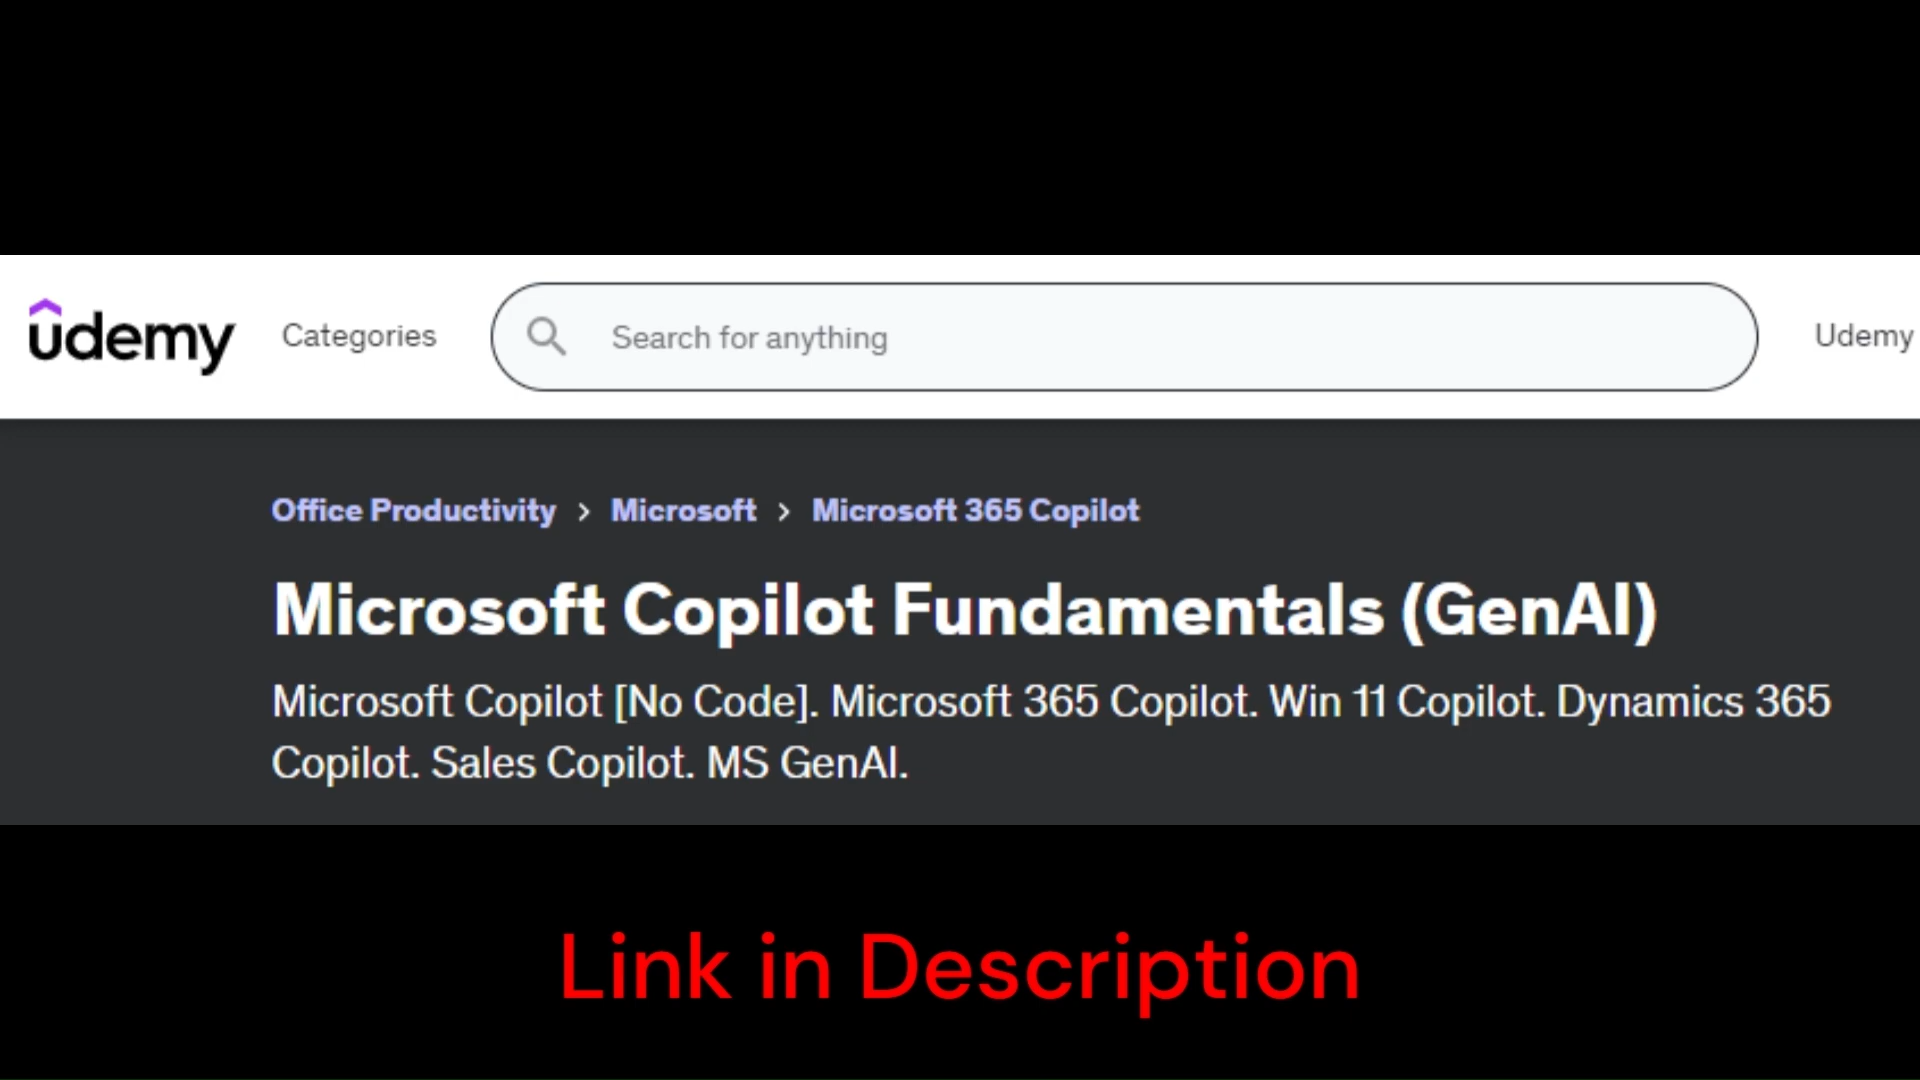 udemy Categories Search for anything Udemy
Office Productivity > Microsoft > Microsoft 365 Copilot
Microsoft Copilot Fundamentals (GenAI)
Microsoft Copilot [No Code]. Microsoft 365 Copilot. Win 11 Copilot. Dynamics 365
Copilot. Sales Copilot. MS GenAI.
Link in Description